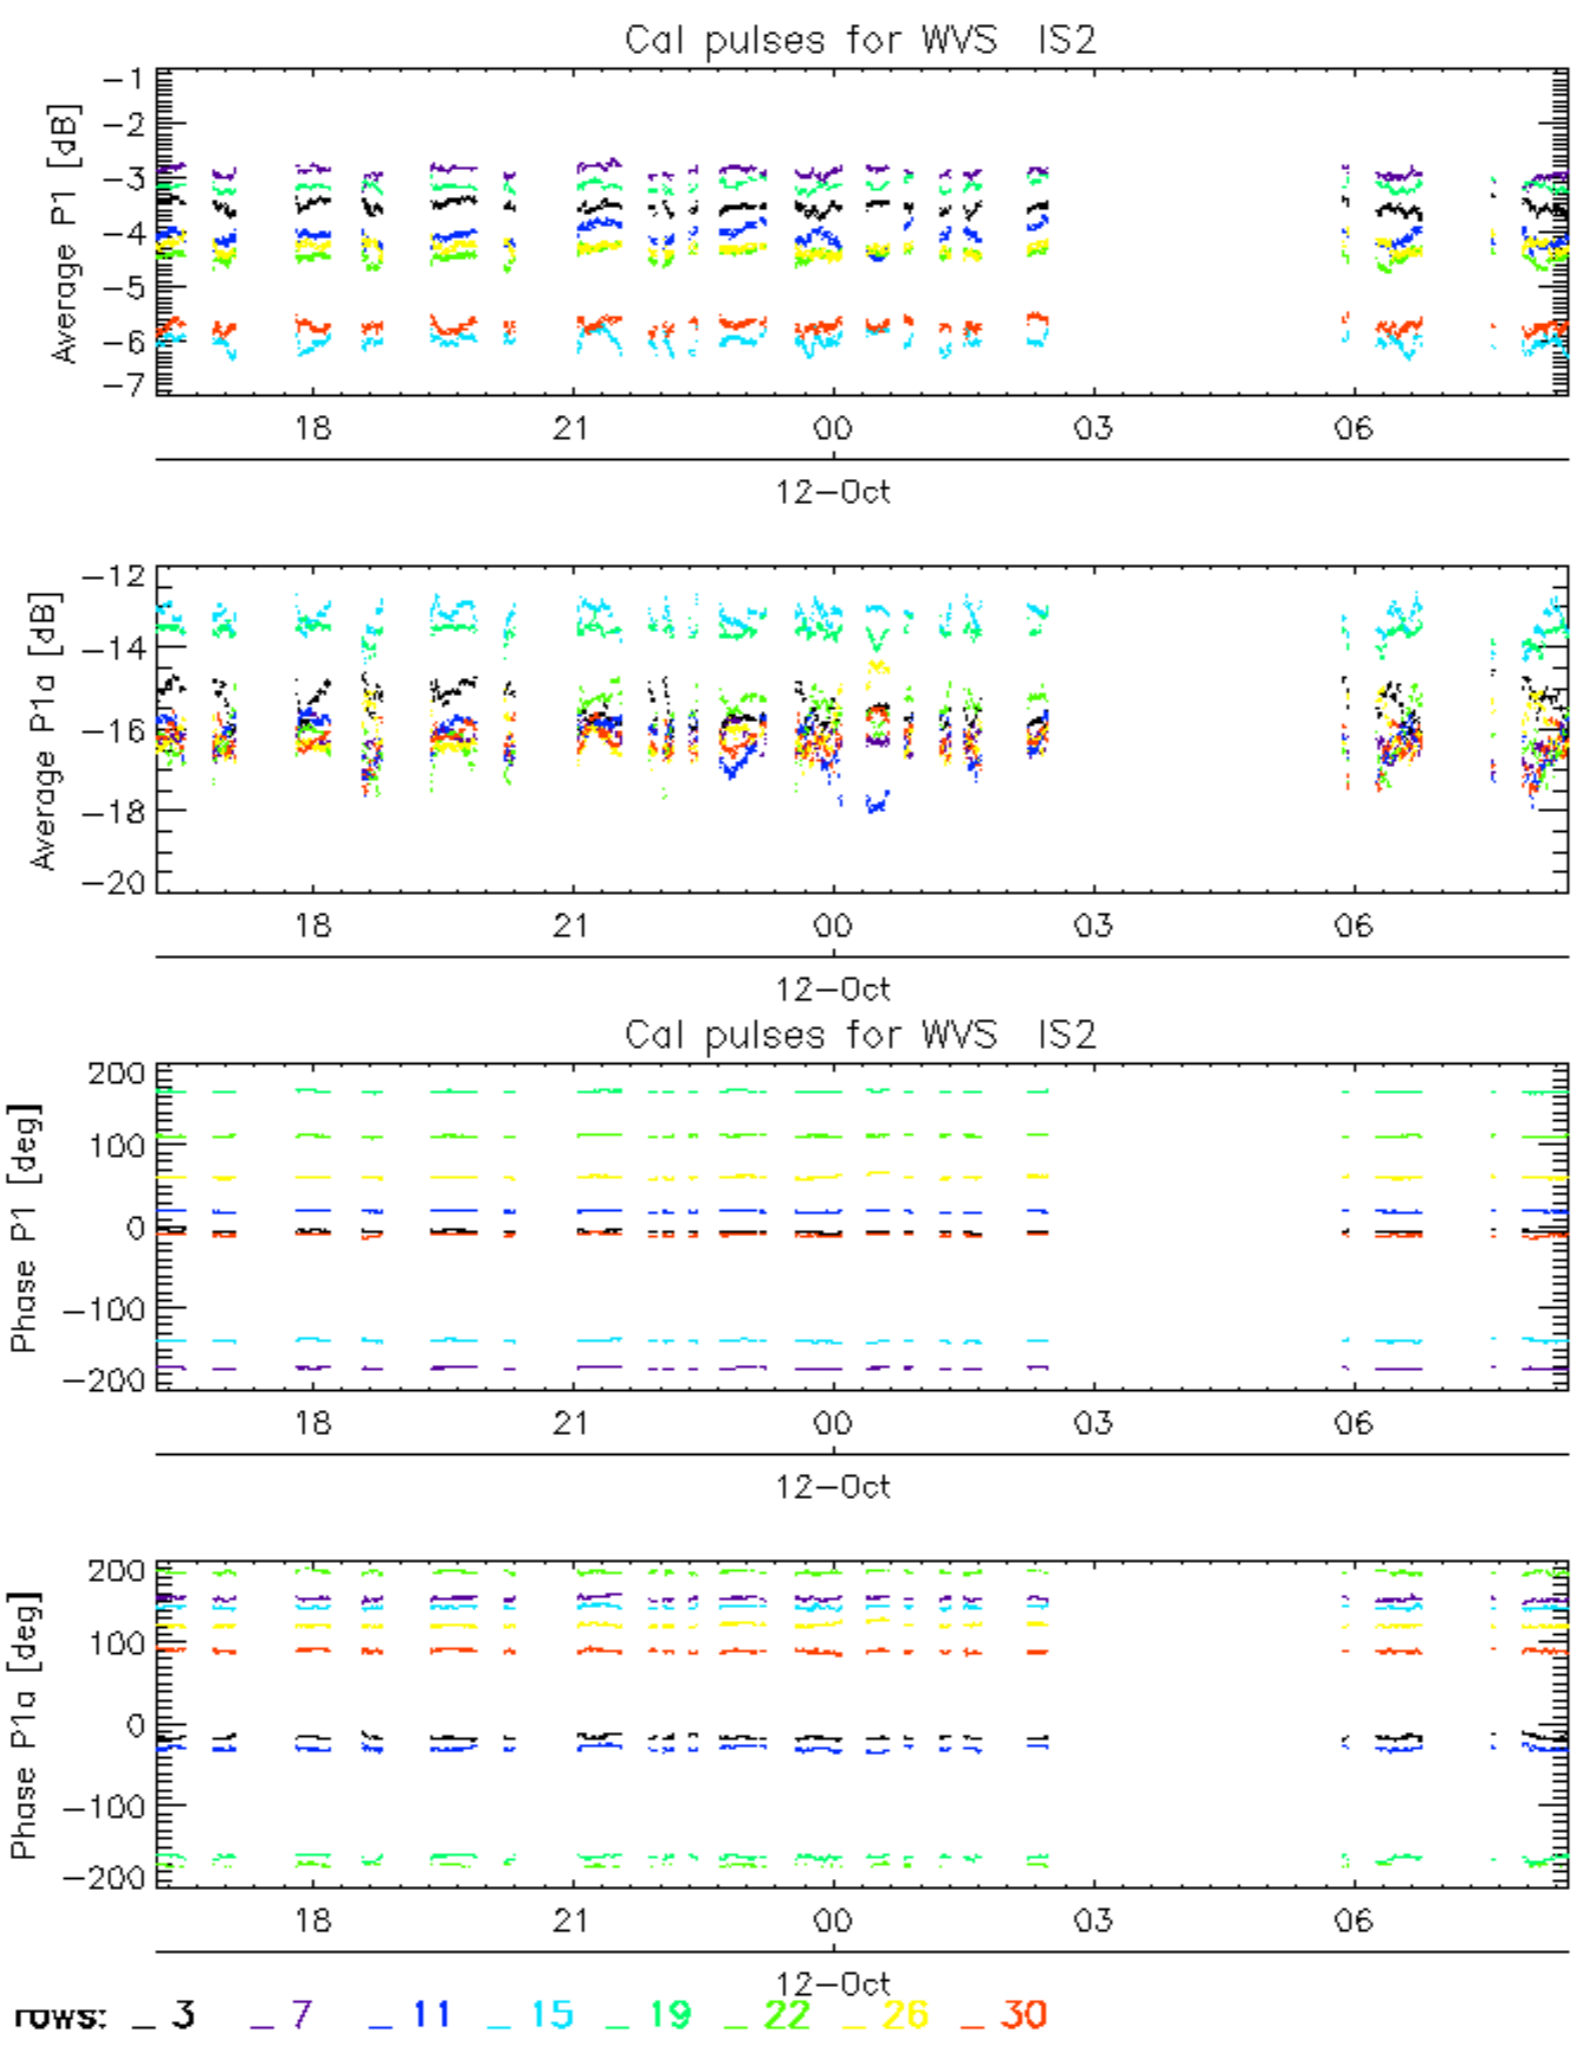 Cal pulses for WVS IS2
Average P1 [dB]
-1
-2
-3
-4
-5
-6
-7
18 21 00 03 06
12-Oct
Average P1a [dB]
-12
-14
-16
-18
-20
18 21 00 03 06
12-Oct
Cal pulses for WVS IS2
Phase P1 [deg]
200
100
0
-100
-200
18 21 00 03 06
12-Oct
Phase P1a [deg]
200
100
0
-100
-200
18 21 00 03 06
12-Oct
rows: _ 3 _ 7 _ 11 _ 15 _ 19 _ 22 _ 26 _ 30